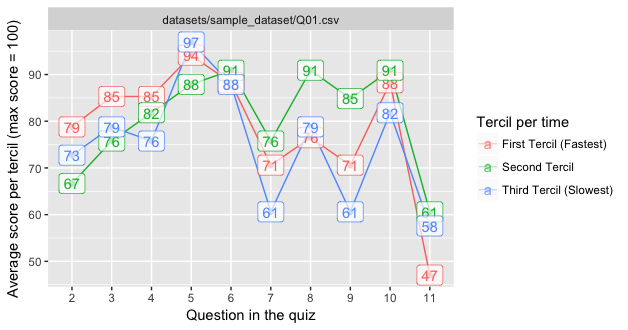 datasets/sample_dataset/Q01.csv
Average score per tercil (max score = 100)
90
80
70
60
50
79 85 85 94 88 71 76 71 88 47
67 76 82 88 91 76 91 85 91 61
73 79 76 97 88 61 79 61 82 58
2 3 4 5 6 7 8 9 10 11
Question in the quiz
Tercil per time
a First Tercil (Fastest)
a Second Tercil
a Third Tercil (Slowest)